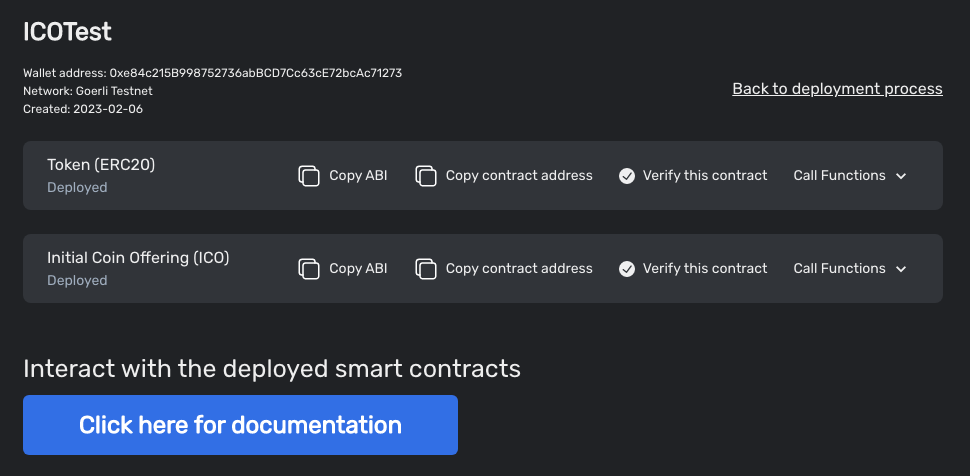 ICOTest
Wallet address: 0xe84c215B998752736abBCD7Cc63cE72bcAc71273
Network: Goerli Testnet
Created: 2023-02-06
Back to deployment process
Token (ERC20)
Deployed
Copy ABI
Copy contract address
Verify this contract
Call Functions
Initial Coin Offering (ICO)
Deployed
Copy ABI
Copy contract address
Verify this contract
Call Functions
Interact with the deployed smart contracts
Click here for documentation